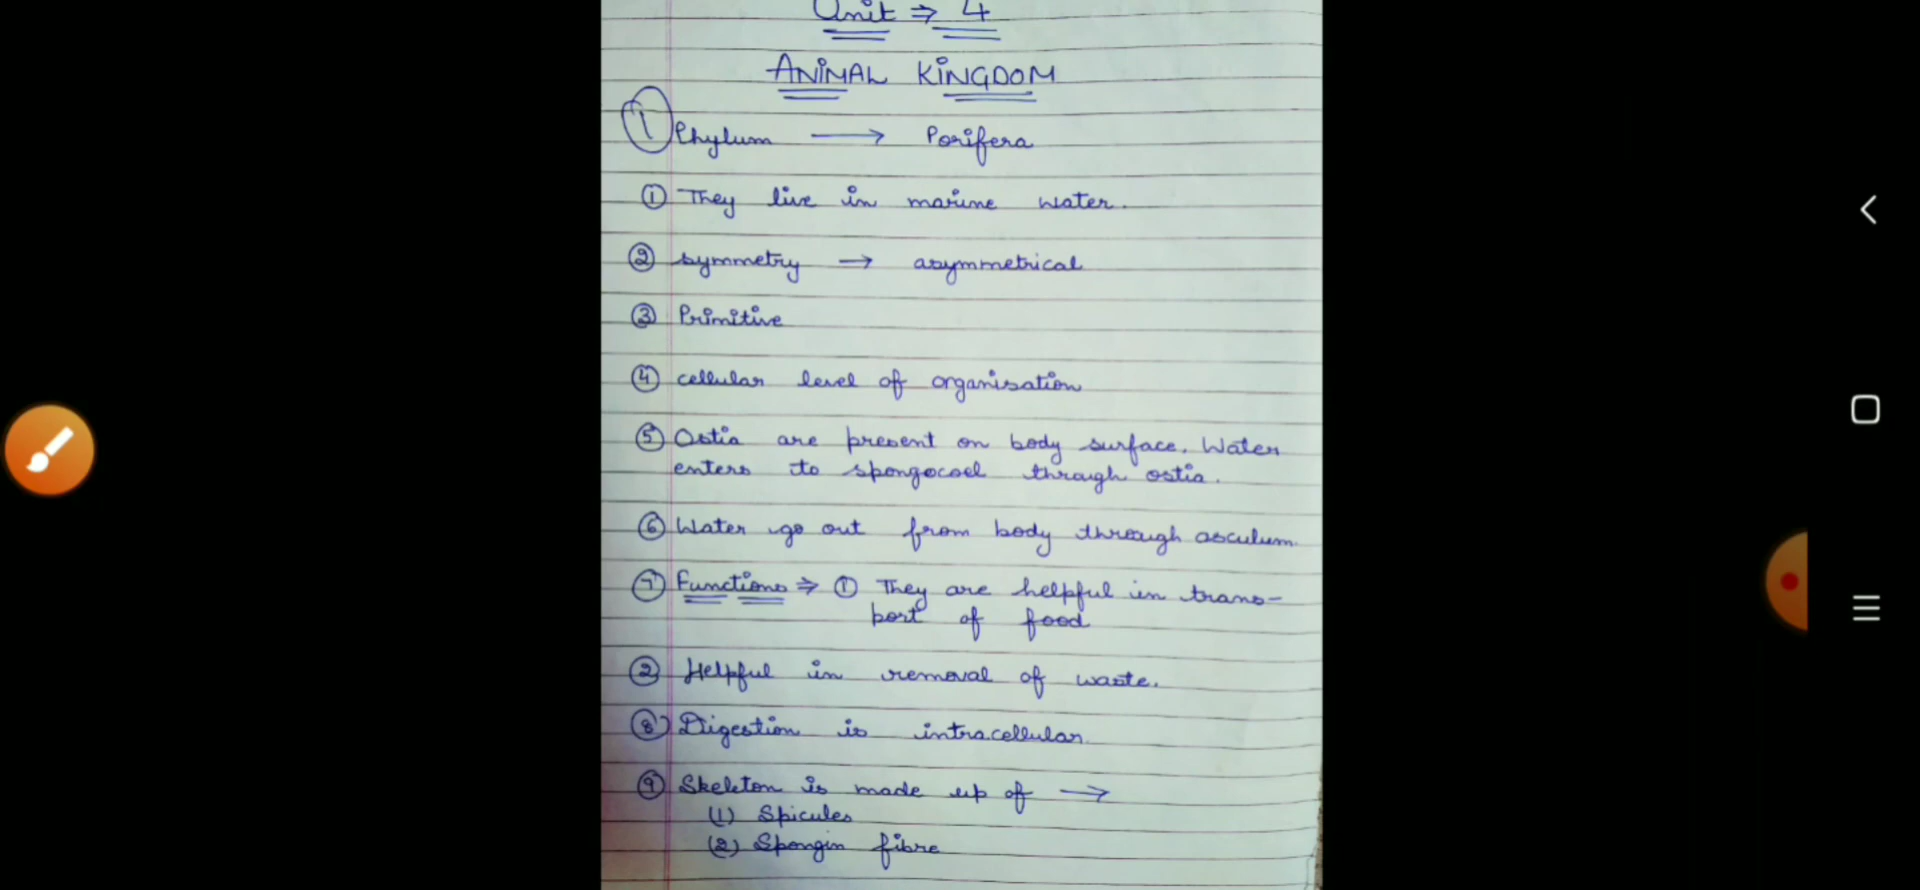 Unit ⇒ 4
ANIMAL KINGDOM
① Phylum → Porifera
① They live in marine water.
② symmetry → asymmetrical
③ Primitive
④ cellular level of organisation
⑤ Ostia are present on body surface. Water
enters to spongocoel through ostia.
⑥ Water go out from body through osculum.
⑦ Functions ⇒ ① They are helpful in trans-
port of food
② Helpful in removal of waste.
⑧ Digestion is intracellular.
⑨ Skeleton is made up of →
(1) Spicules
(2) Spongin fibre